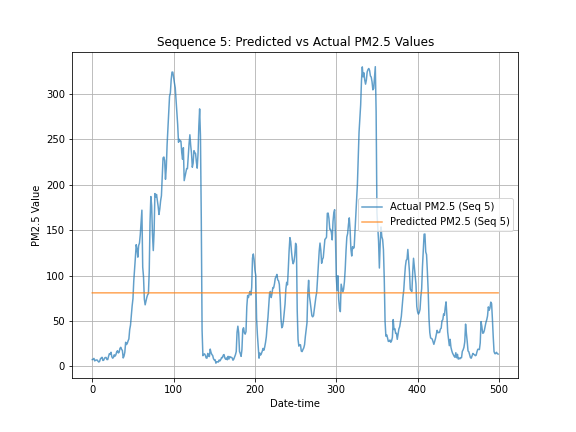 Sequence 5: Predicted vs Actual PM2.5 Values
PM2.5 Value
300
250
200
150
100
50
0
Actual PM2.5 (Seq 5)
Predicted PM2.5 (Seq 5)
0 100 200 300 400 500
Date-time